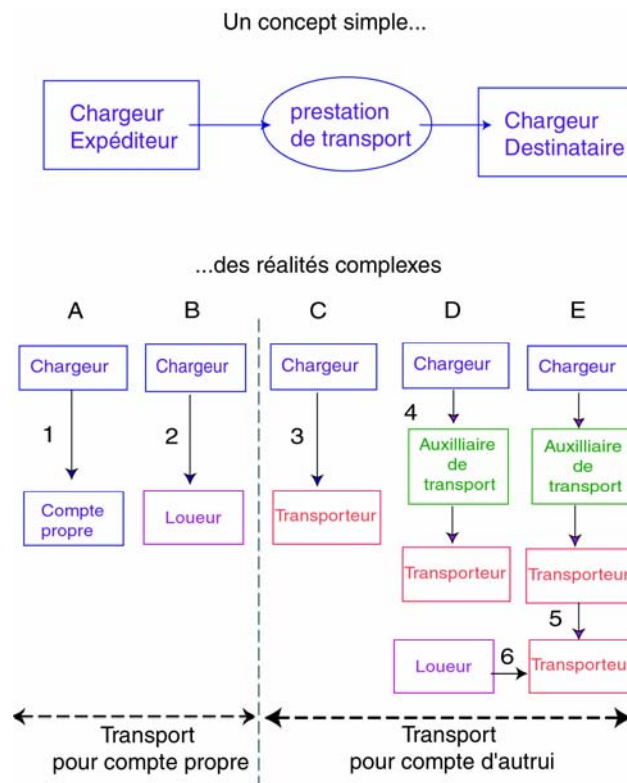 Un concept simple...
Chargeur
Expéditeur
prestation
de transport
Chargeur
Destinataire
...des réalités complexes
A
B
C
D
E
Chargeur
Chargeur
Chargeur
Chargeur
Chargeur
1
2
3
4
Auxilliaire
de
transport
Auxilliaire
de
transport
Compte
propre
Loueur
Transporteur
Transporteur
Transporteur
5
Loueur
6
Transporteur
Transport
pour compte propre
Transport
pour compte d'autrui